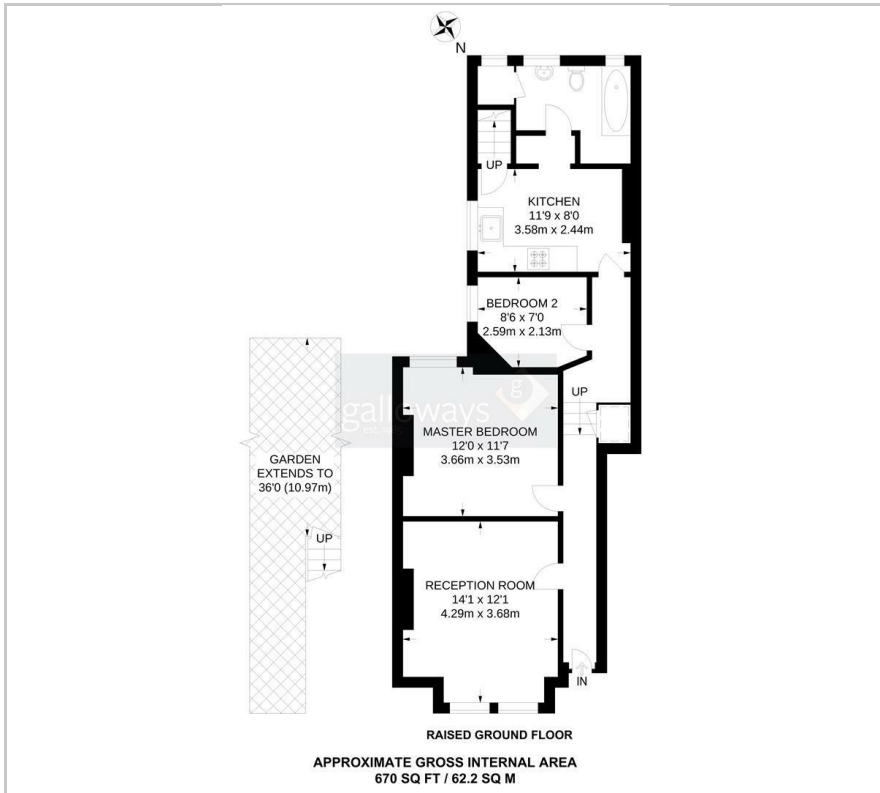 N
UP
KITCHEN
11'9 x 8'0
3.58m x 2.44m
BEDROOM 2
8'6 x 7'0
2.59m x 2.13m
UP
g
galloways
MASTER BEDROOM
12'0 x 11'7
3.66m x 3.53m
GARDEN
EXTENDS TO
36'0 (10.97m)
UP
RECEPTION ROOM
14'1 x 12'1
4.29m x 3.68m
IN
RAISED GROUND FLOOR
APPROXIMATE GROSS INTERNAL AREA
670 SQ FT / 62.2 SQ M